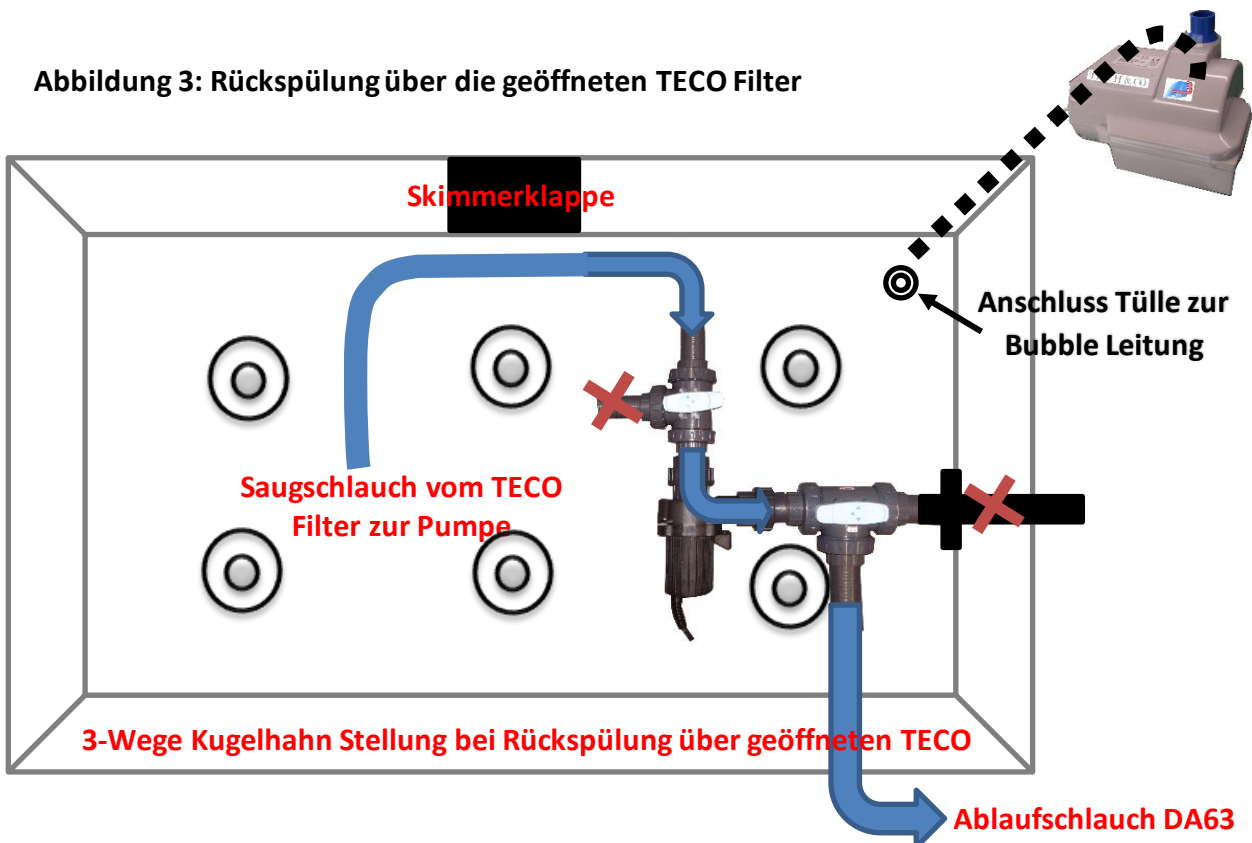 Abbildung 3: Rückspülung über die geöffneten TECO Filter
Skimmerklappe
Anschluss Tülle zur
Bubble Leitung
Saugschlauch vom TECO
Filter zur Pumpe
3-Wege Kugelhahn Stellung bei Rückspülung über geöffneten TECO
Ablaufschlauch DA63